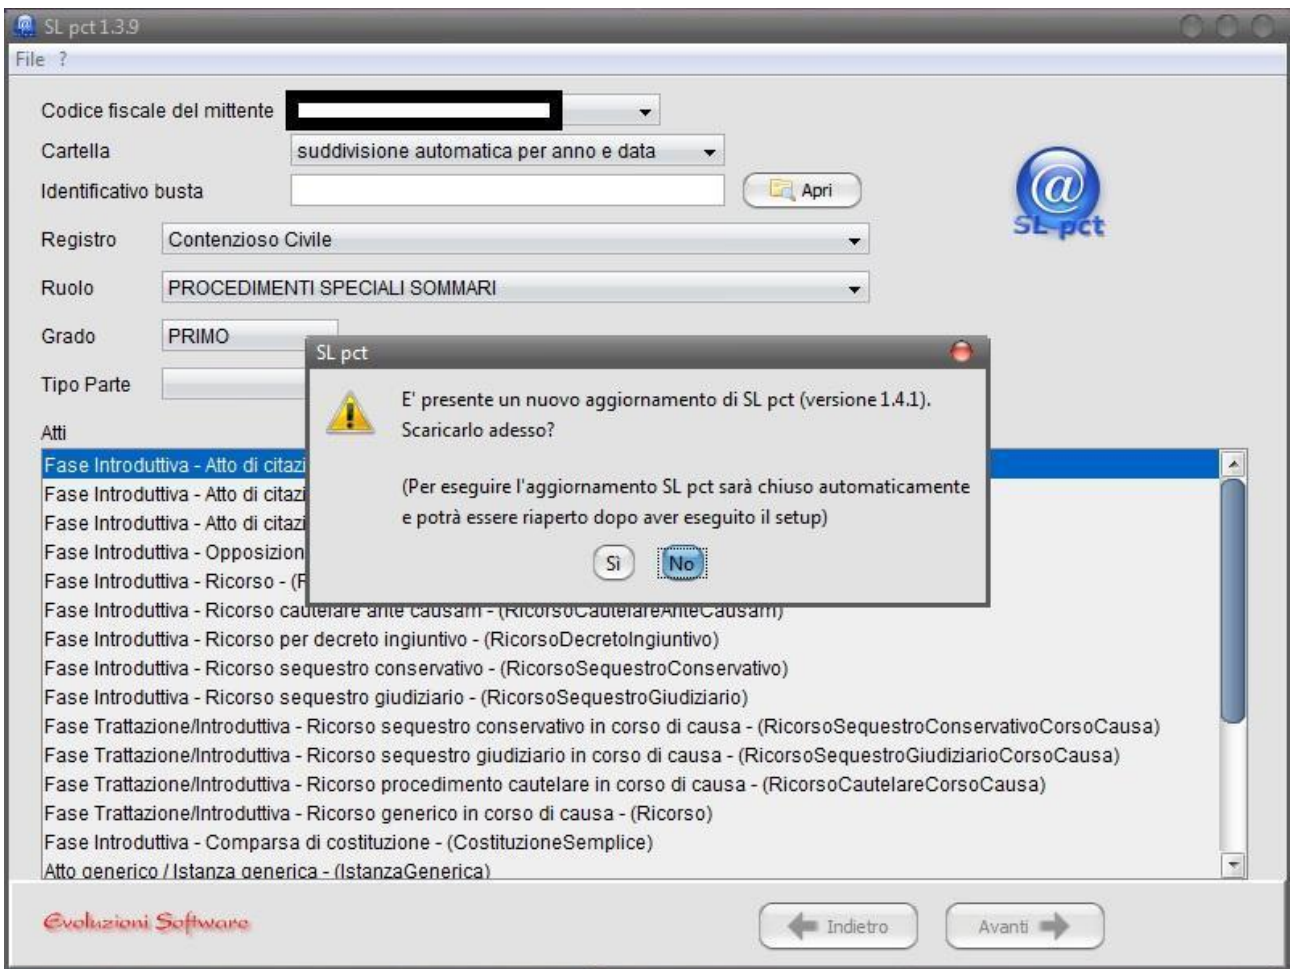 SL pct 1.3.9
File ?
Codice fiscale del mittente
Cartella suddivisione automatica per anno e data
Identificativo busta Apri
@
SL pct
Registro Contenzioso Civile
Ruolo PROCEDIMENTI SPECIALI SOMMARI
Grado PRIMO
Tipo Parte
SL pct
E' presente un nuovo aggiornamento di SL pct (versione 1.4.1).
Scaricarlo adesso?
(Per eseguire l'aggiornamento SL pct sarà chiuso automaticamente
e potrà essere riaperto dopo aver eseguito il setup)
Sì No
Atti
Fase Introduttiva - Atto di citazi
Fase Introduttiva - Atto di citazi
Fase Introduttiva - Atto di citazi
Fase Introduttiva - Opposizion
Fase Introduttiva - Ricorso - (F
Fase Introduttiva - Ricorso cautelare ante causam - (RicorsoCautelareAnteCausam)
Fase Introduttiva - Ricorso per decreto ingiuntivo - (RicorsoDecretoIngiuntivo)
Fase Introduttiva - Ricorso sequestro conservativo - (RicorsoSequestroConservativo)
Fase Introduttiva - Ricorso sequestro giudiziario - (RicorsoSequestroGiudiziario)
Fase Trattazione/Introduttiva - Ricorso sequestro conservativo in corso di causa - (RicorsoSequestroConservativoCorsoCausa)
Fase Trattazione/Introduttiva - Ricorso sequestro giudiziario in corso di causa - (RicorsoSequestroGiudiziarioCorsoCausa)
Fase Trattazione/Introduttiva - Ricorso procedimento cautelare in corso di causa - (RicorsoCautelareCorsoCausa)
Fase Trattazione/Introduttiva - Ricorso generico in corso di causa - (Ricorso)
Fase Introduttiva - Comparsa di costituzione - (CostituzioneSemplice)
Atto generico / Istanza generica - (IstanzaGenerica)
Evoluzioni Software
Indietro Avanti